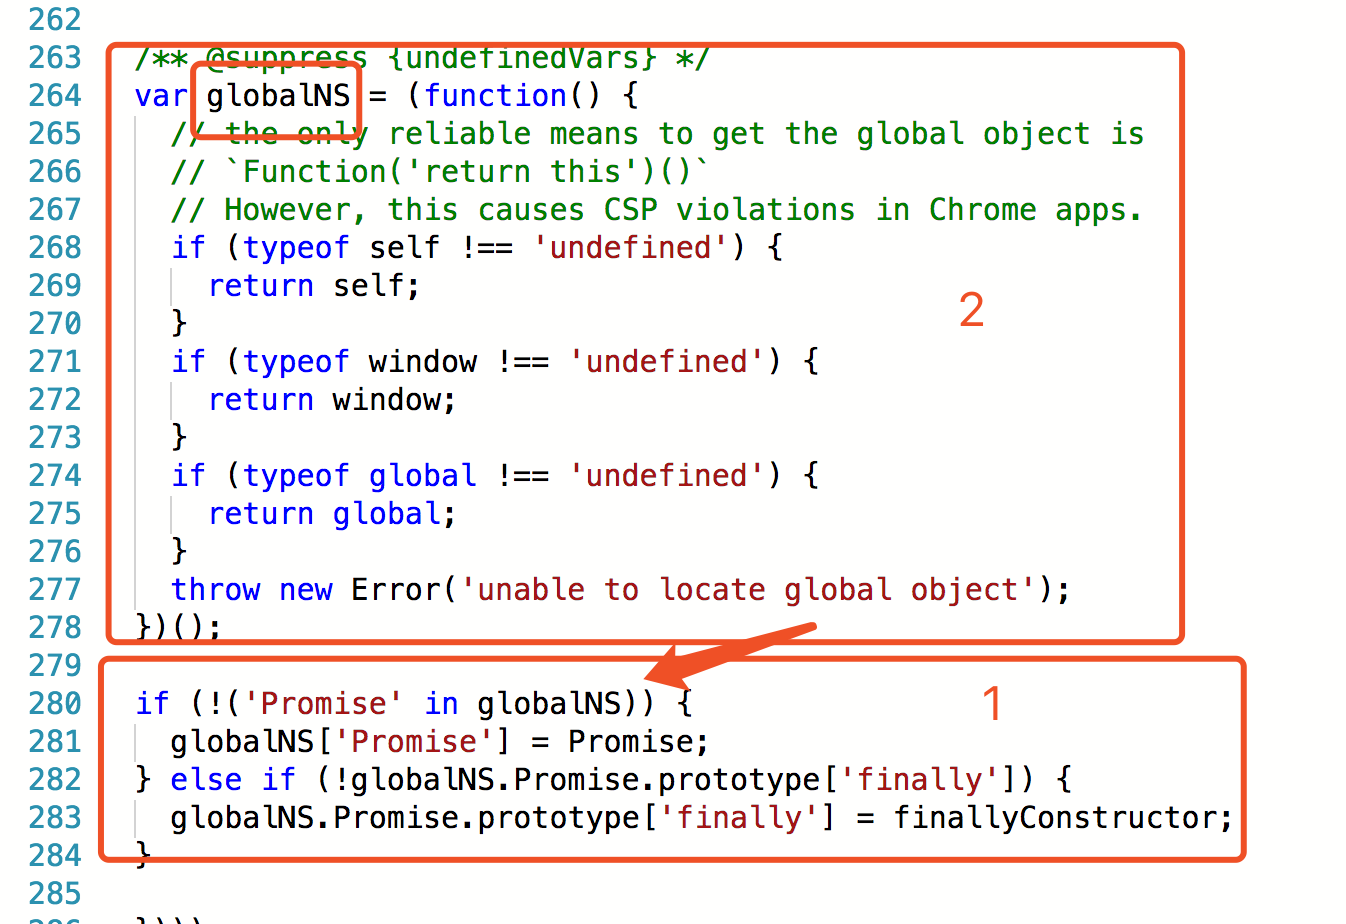 262
263 /** @suppress {undefinedVars} */
264 var globalNS = (function() {
265 // the only reliable means to get the global object is
266 // `Function('return this')()`
267 // However, this causes CSP violations in Chrome apps.
268 if (typeof self !== 'undefined') {
269 return self;
270 }
271 if (typeof window !== 'undefined') {
272 return window;
273 }
274 if (typeof global !== 'undefined') {
275 return global;
276 }
277 throw new Error('unable to locate global object');
278 })();
2
279
280 if (!('Promise' in globalNS)) {
281 globalNS['Promise'] = Promise;
282 } else if (!globalNS.Promise.prototype['finally']) {
283 globalNS.Promise.prototype['finally'] = finallyConstructor;
284 }
1
285